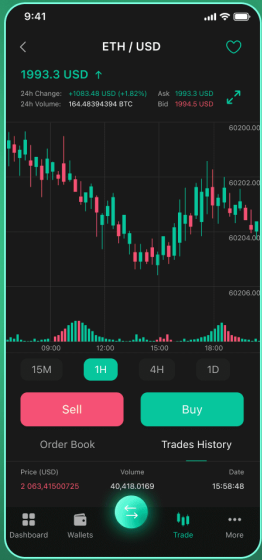 9:41
ETH / USD
1993.3 USD ↑
24h Change: +1083.48 USD (+1.82%) Ask 1993.3 USD
24h Volume: 164.48394394 BTC Bid 1994.5 USD
60200.00
60202.00
60204.00
60206.00
09:00 12:00 15:00 18:00
15M 1H 4H 1D
Sell Buy
Order Book Trades History
Price (USD) Volume Date
2 063,41500725 40,418.0169 15:58:48
Dashboard Wallets Trade More